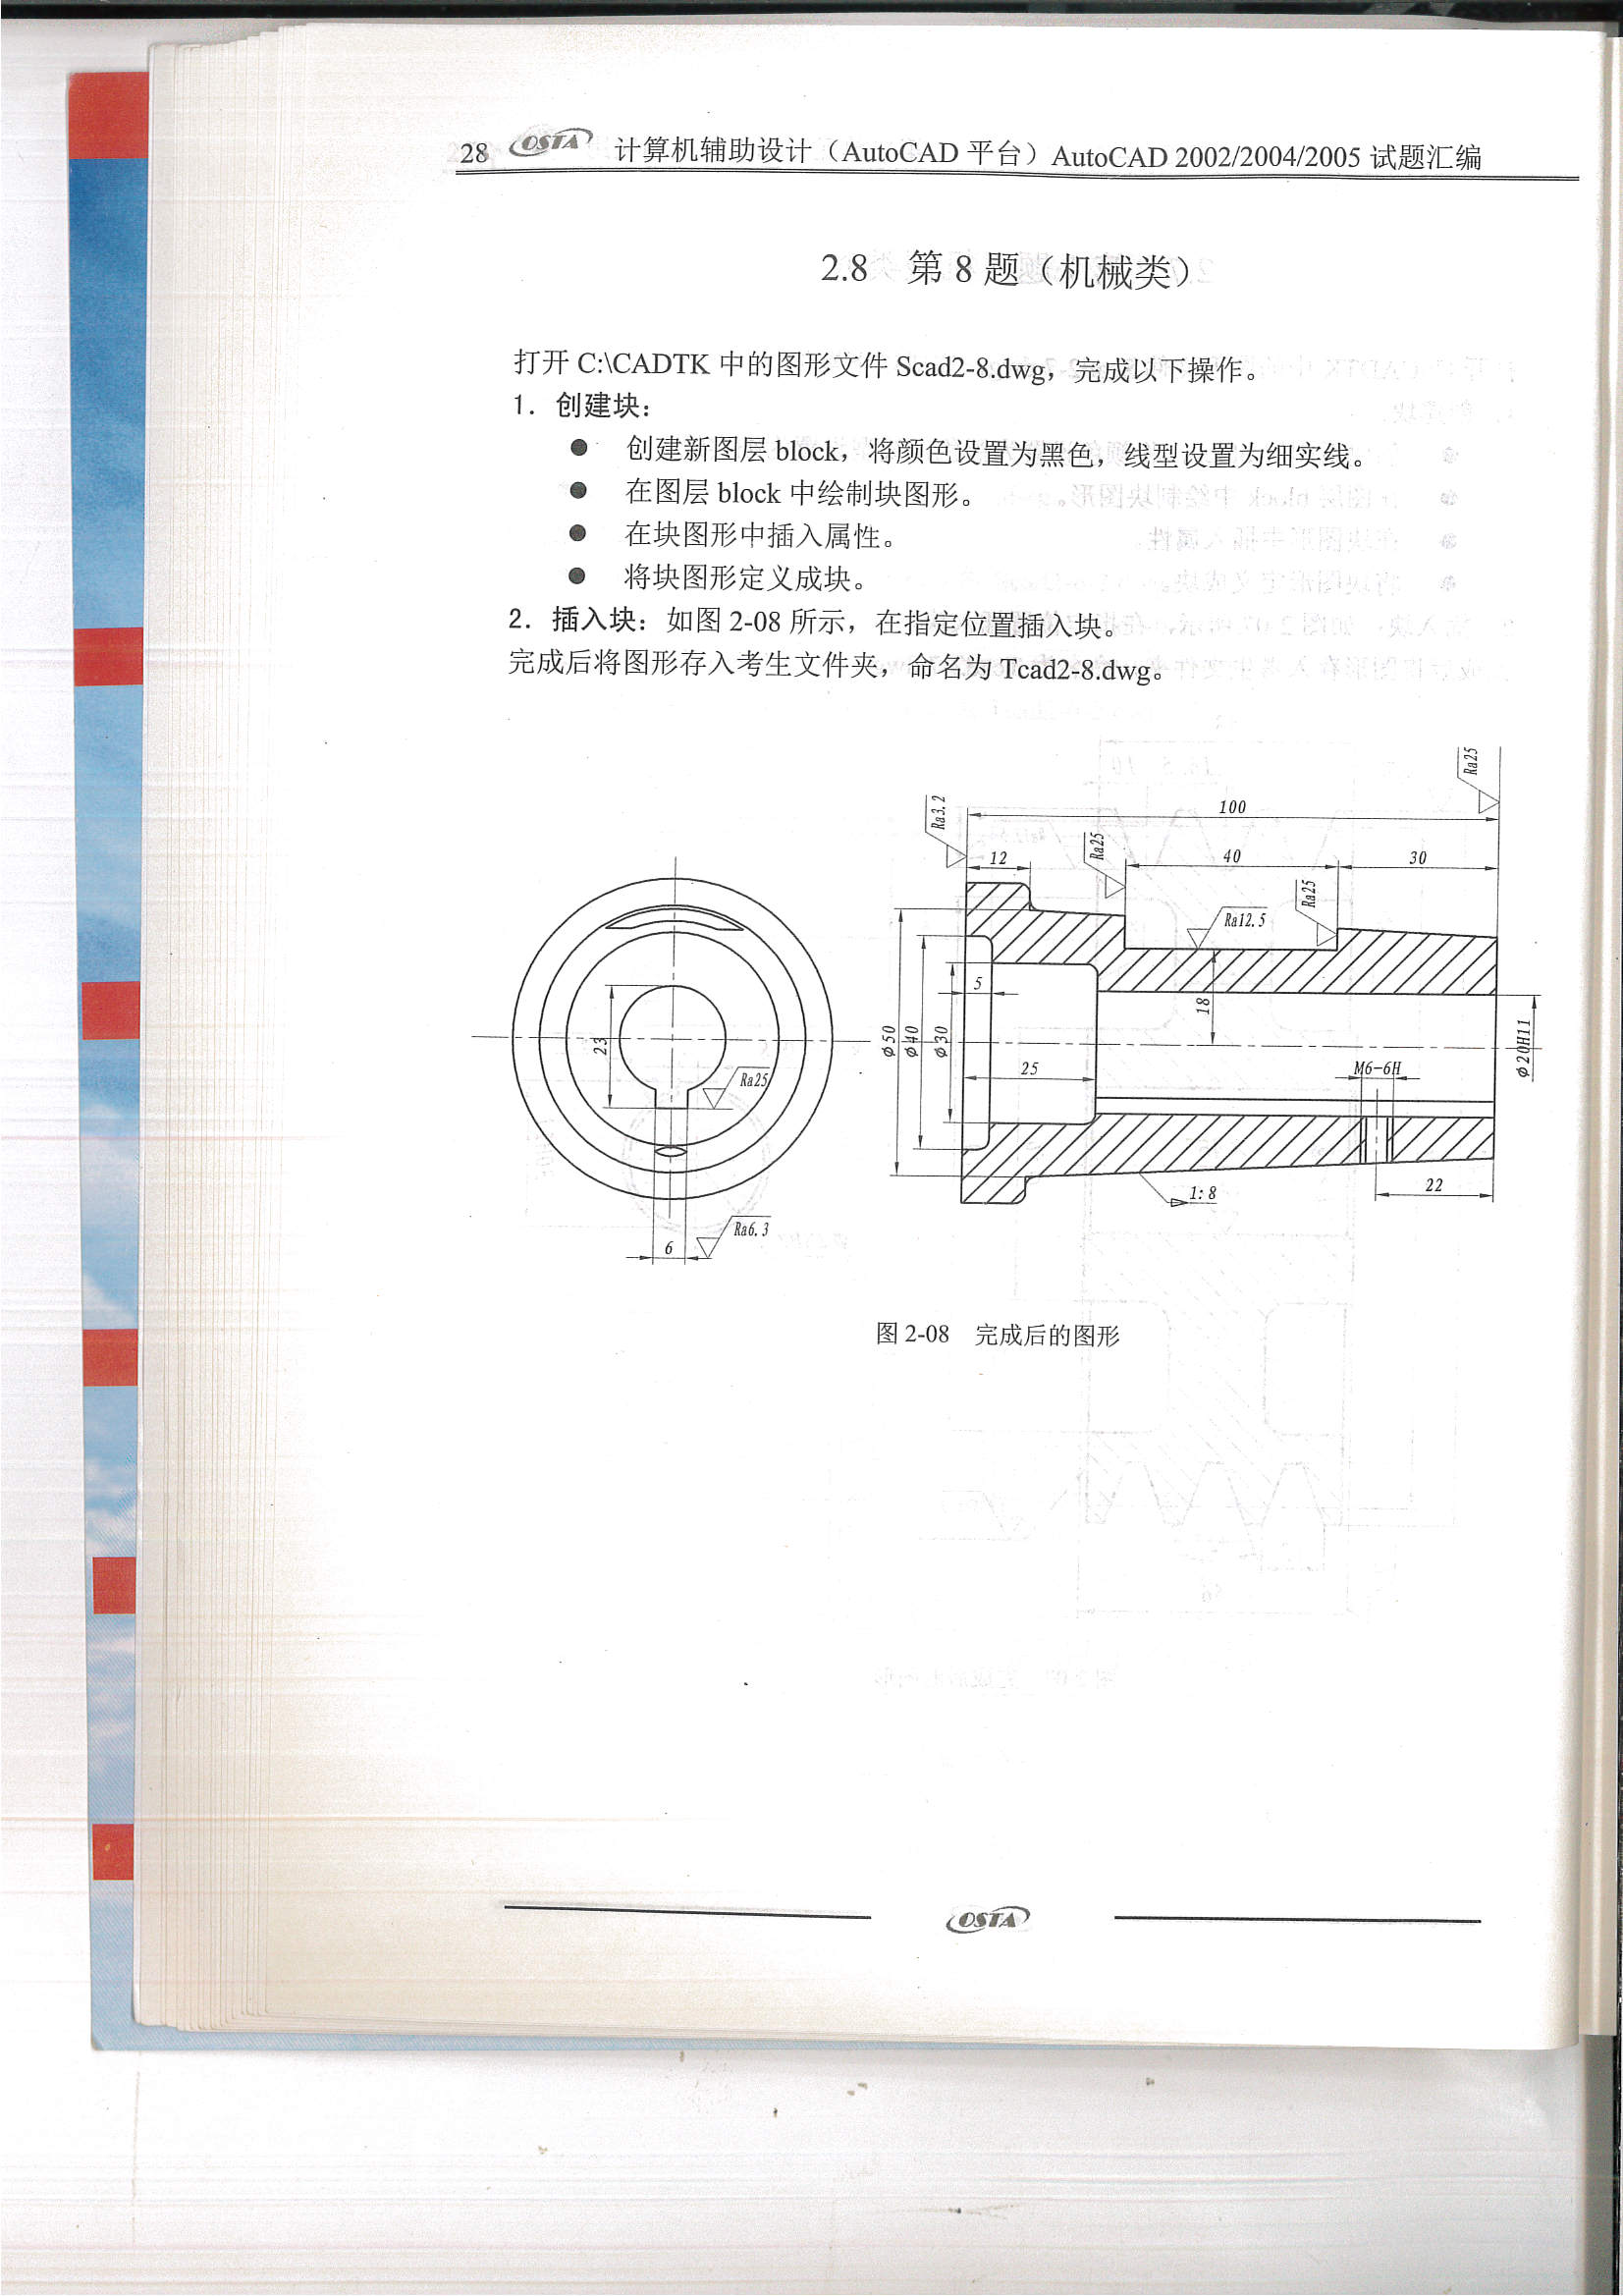 28 OSTA 计算机辅助设计（AutoCAD 平台）AutoCAD 2002/2004/2005 试题汇编
2.8 第 8 题（机械类）
打开 C:\CADTK 中的图形文件 Scad2-8.dwg，完成以下操作。
1．创建块：
● 创建新图层 block，将颜色设置为黑色，线型设置为细实线。
● 在图层 block 中绘制块图形。
● 在块图形中插入属性。
● 将块图形定义成块。
2．插入块：如图 2-08 所示，在指定位置插入块。
完成后将图形存入考生文件夹，命名为 Tcad2-8.dwg。
Ra25
Ra3.2
100
12
Ra25
40
30
Ra25
Ra12.5
5
18
23
φ50
φ40
φ30
φ20H11
25
M6-6H
Ra25
1:8
22
Ra6.3
6
图 2-08 完成后的图形
OSTA